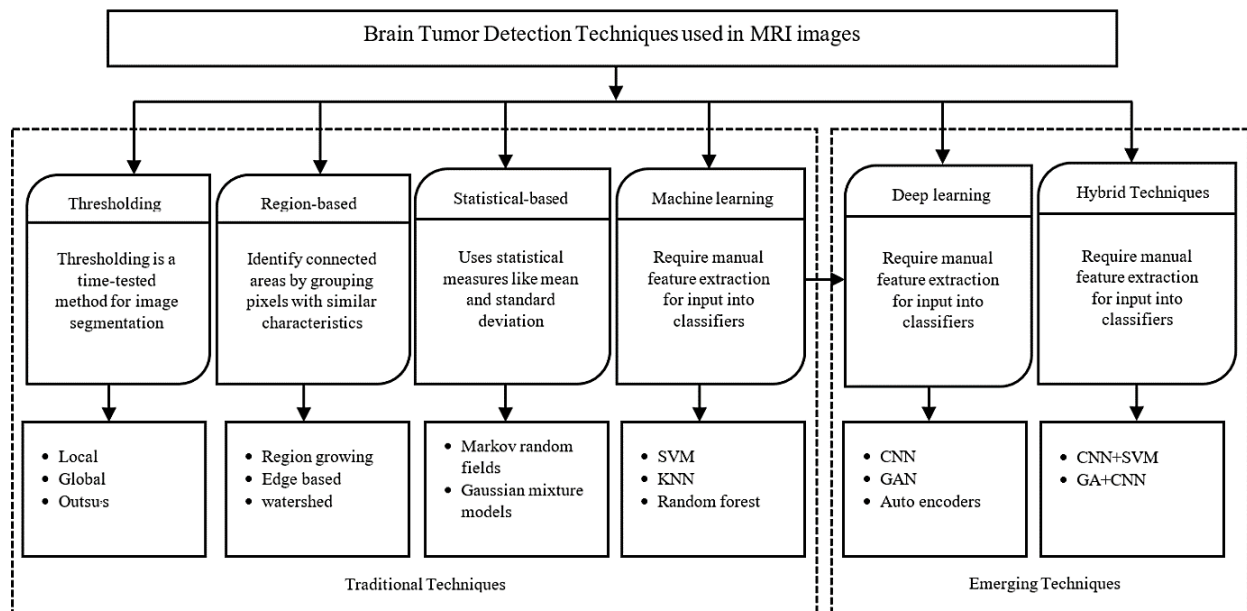 Brain Tumor Detection Techniques used in MRI images
Thresholding
Thresholding is a
time-tested
method for image
segmentation
• Local
• Global
• Outsu's
Region-based
Identify connected
areas by grouping
pixels with similar
characteristics
• Region growing
• Edge based
• watershed
Statistical-based
Uses statistical
measures like mean
and standard
deviation
• Markov random
fields
• Gaussian mixture
models
Machine learning
Require manual
feature extraction
for input into
classifiers
• SVM
• KNN
• Random forest
Traditional Techniques
Deep learning
Require manual
feature extraction
for input into
classifiers
• CNN
• GAN
• Auto encoders
Hybrid Techniques
Require manual
feature extraction
for input into
classifiers
• CNN+SVM
• GA+CNN
Emerging Techniques